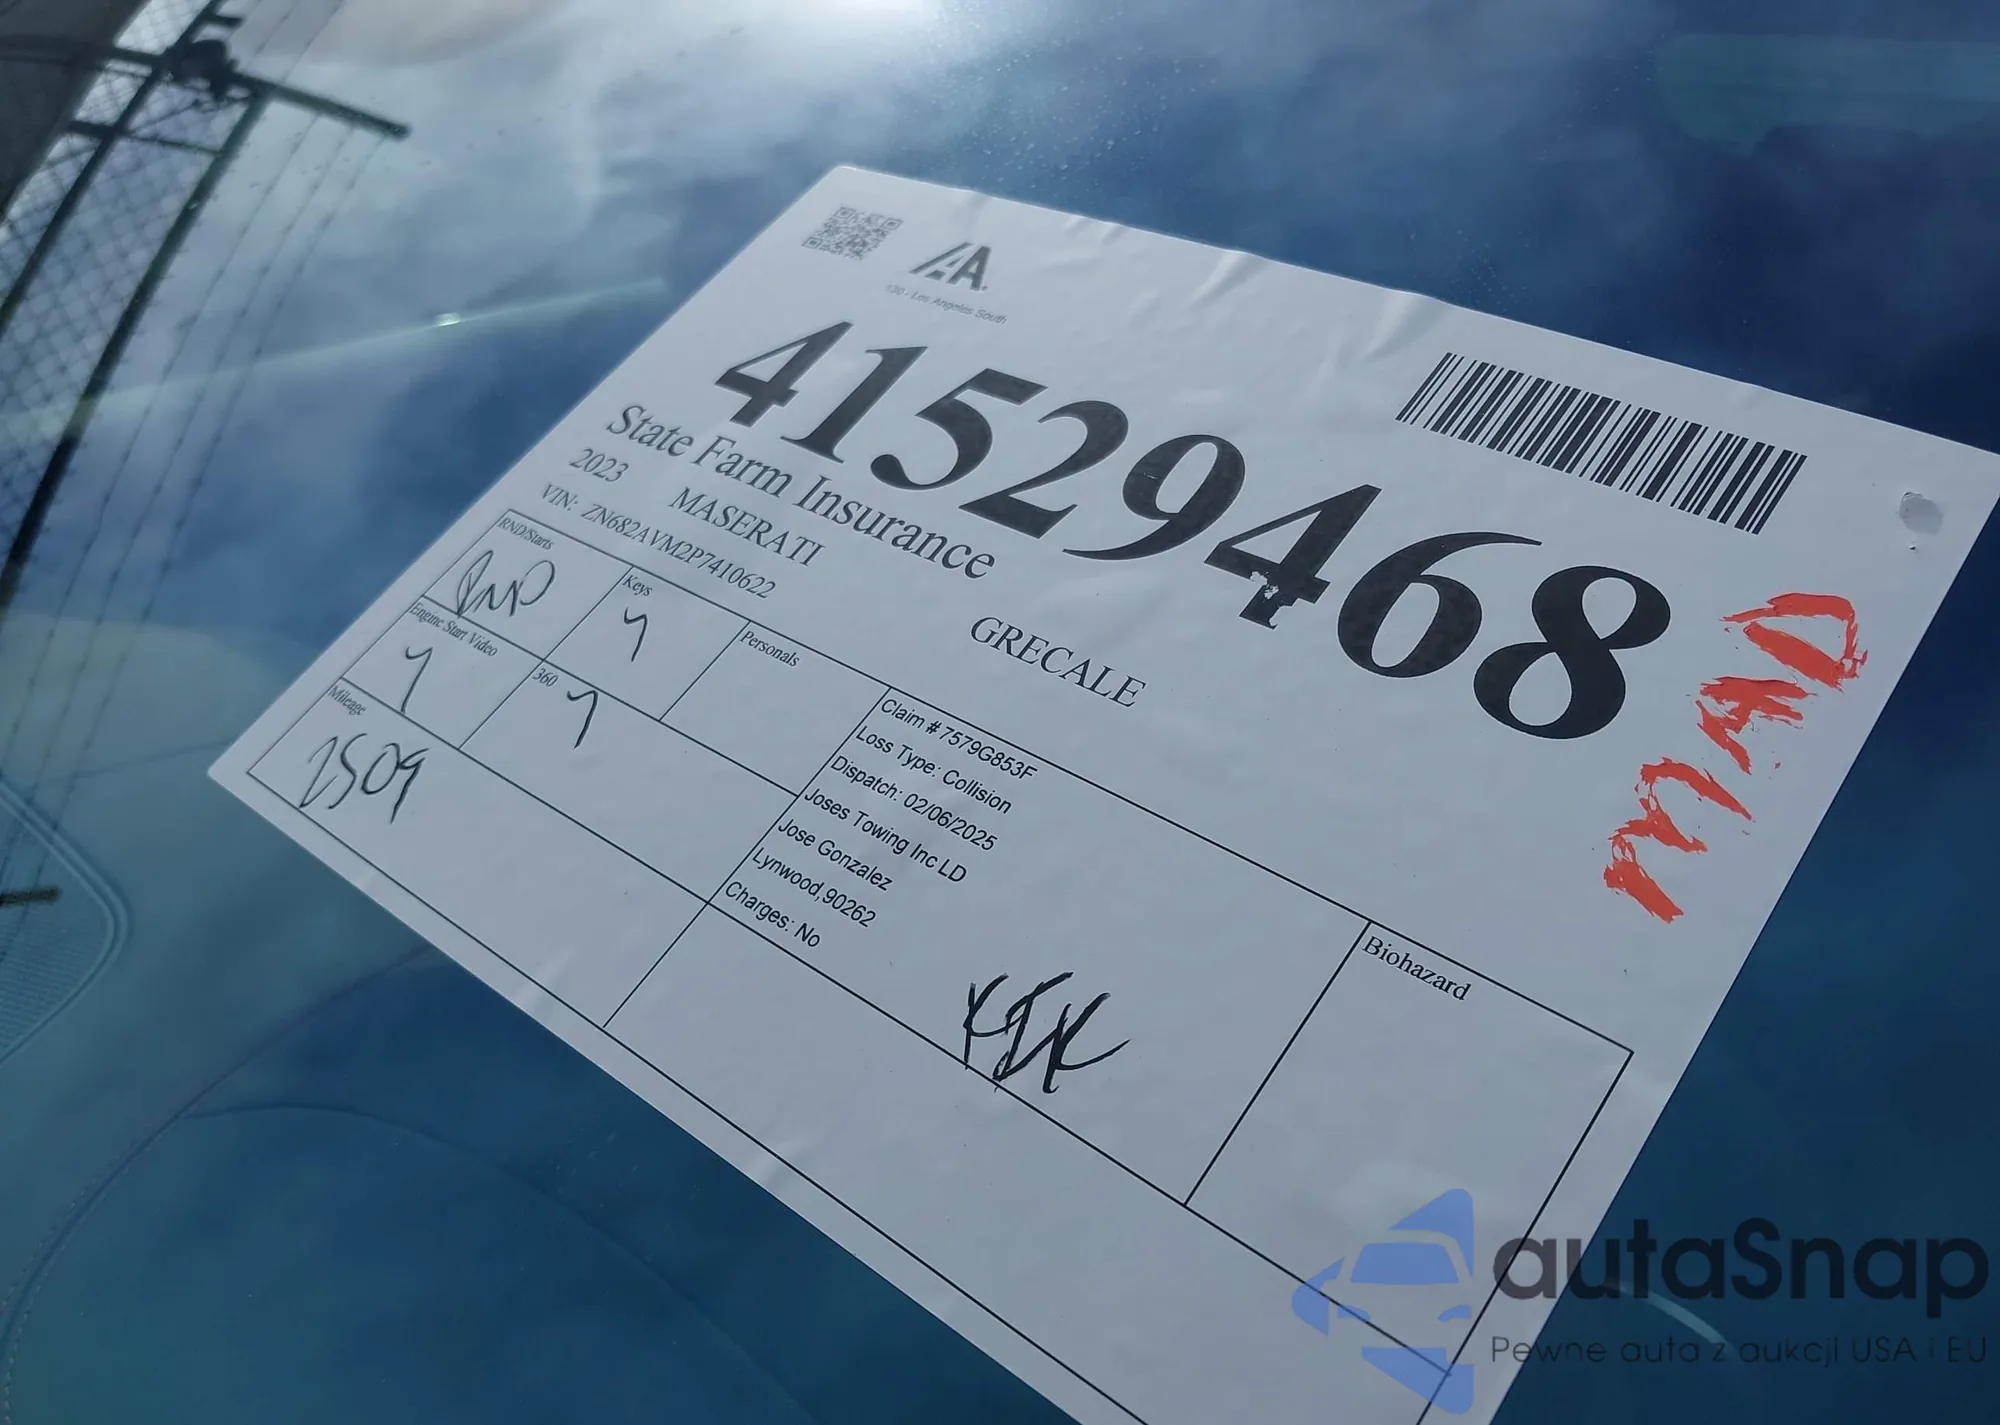 IAA
130 - Los Angeles South
41529468
State Farm Insurance
2023 MASERATI GRECALE
VIN: ZN682AVM2P7410622
RND/Starts
RND
Keys
Y
Personals
Engine Start Video
Y
360
Y
Mileage
2509
Claim # 7579G853F
Loss Type: Collision
Dispatch: 02/06/2025
Joses Towing Inc LD
Jose Gonzalez
Lynwood,90262
Charges: No
Biohazard
autaSnap
Pewne auta z aukcji USA i EU